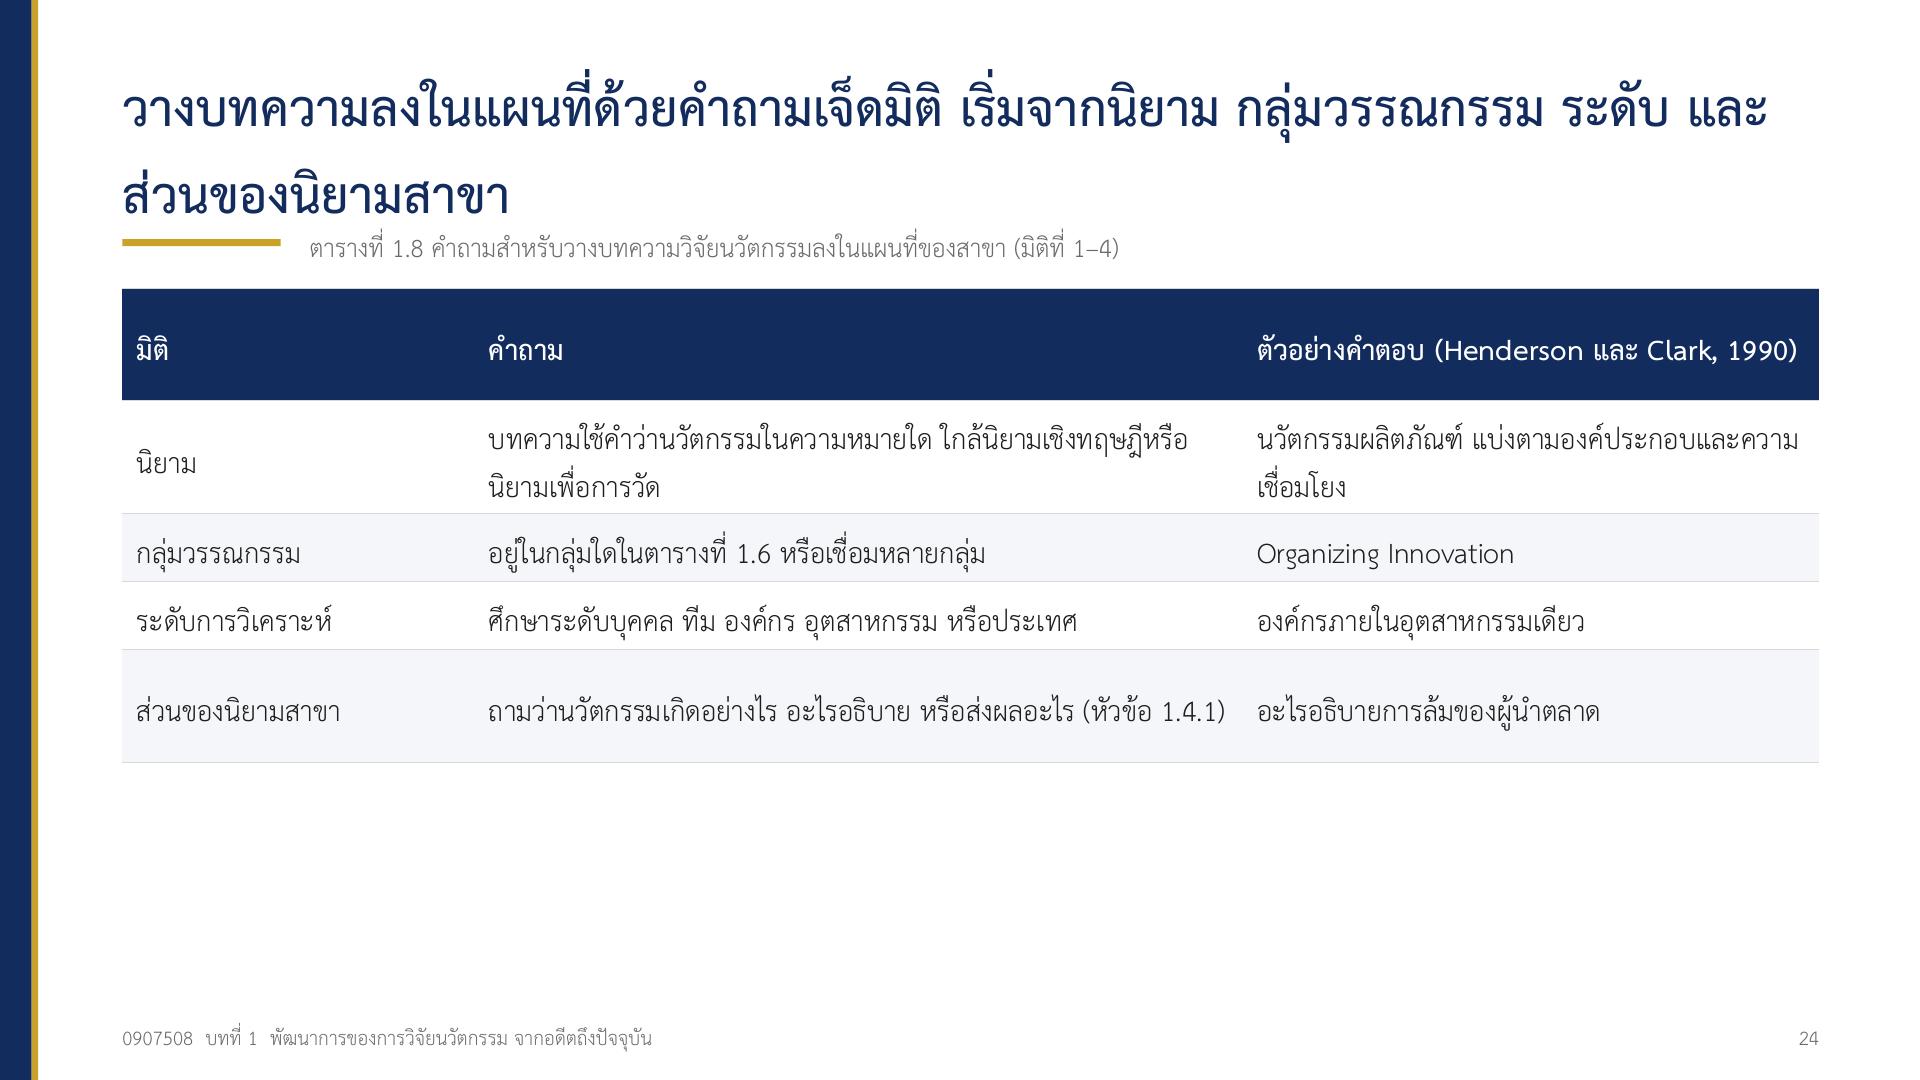 วางบทความลงในแผนที่ด้วยคำถามเจ็ดมิติ เริ่มจากนิยาม กลุ่มวรรณกรรม ระดับ และ
ส่วนของนิยามสาขา
ตารางที่ 1.8 คำถามสำหรับวางบทความวิจัยนวัตกรรมลงในแผนที่ของสาขา (มิติที่ 1–4)
มิติ คำถาม ตัวอย่างคำตอบ (Henderson และ Clark, 1990)
นิยาม
บทความใช้คำว่านวัตกรรมในความหมายใด ใกล้นิยามเชิงทฤษฎีหรือ
นิยามเพื่อการวัด
นวัตกรรมผลิตภัณฑ์ แบ่งตามองค์ประกอบและความ
เชื่อมโยง
กลุ่มวรรณกรรม อยู่ในกลุ่มใดในตารางที่ 1.6 หรือเชื่อมหลายกลุ่ม Organizing Innovation
ระดับการวิเคราะห์ ศึกษาระดับบุคคล ทีม องค์กร อุตสาหกรรม หรือประเทศ องค์กรภายในอุตสาหกรรมเดียว
ส่วนของนิยามสาขา ถามว่านวัตกรรมเกิดอย่างไร อะไรอธิบาย หรือส่งผลอะไร (หัวข้อ 1.4.1) อะไรอธิบายการล้มของผู้นำตลาด
0907508 บทที่ 1 พัฒนาการของการวิจัยนวัตกรรม จากอดีตถึงปัจจุบัน 24